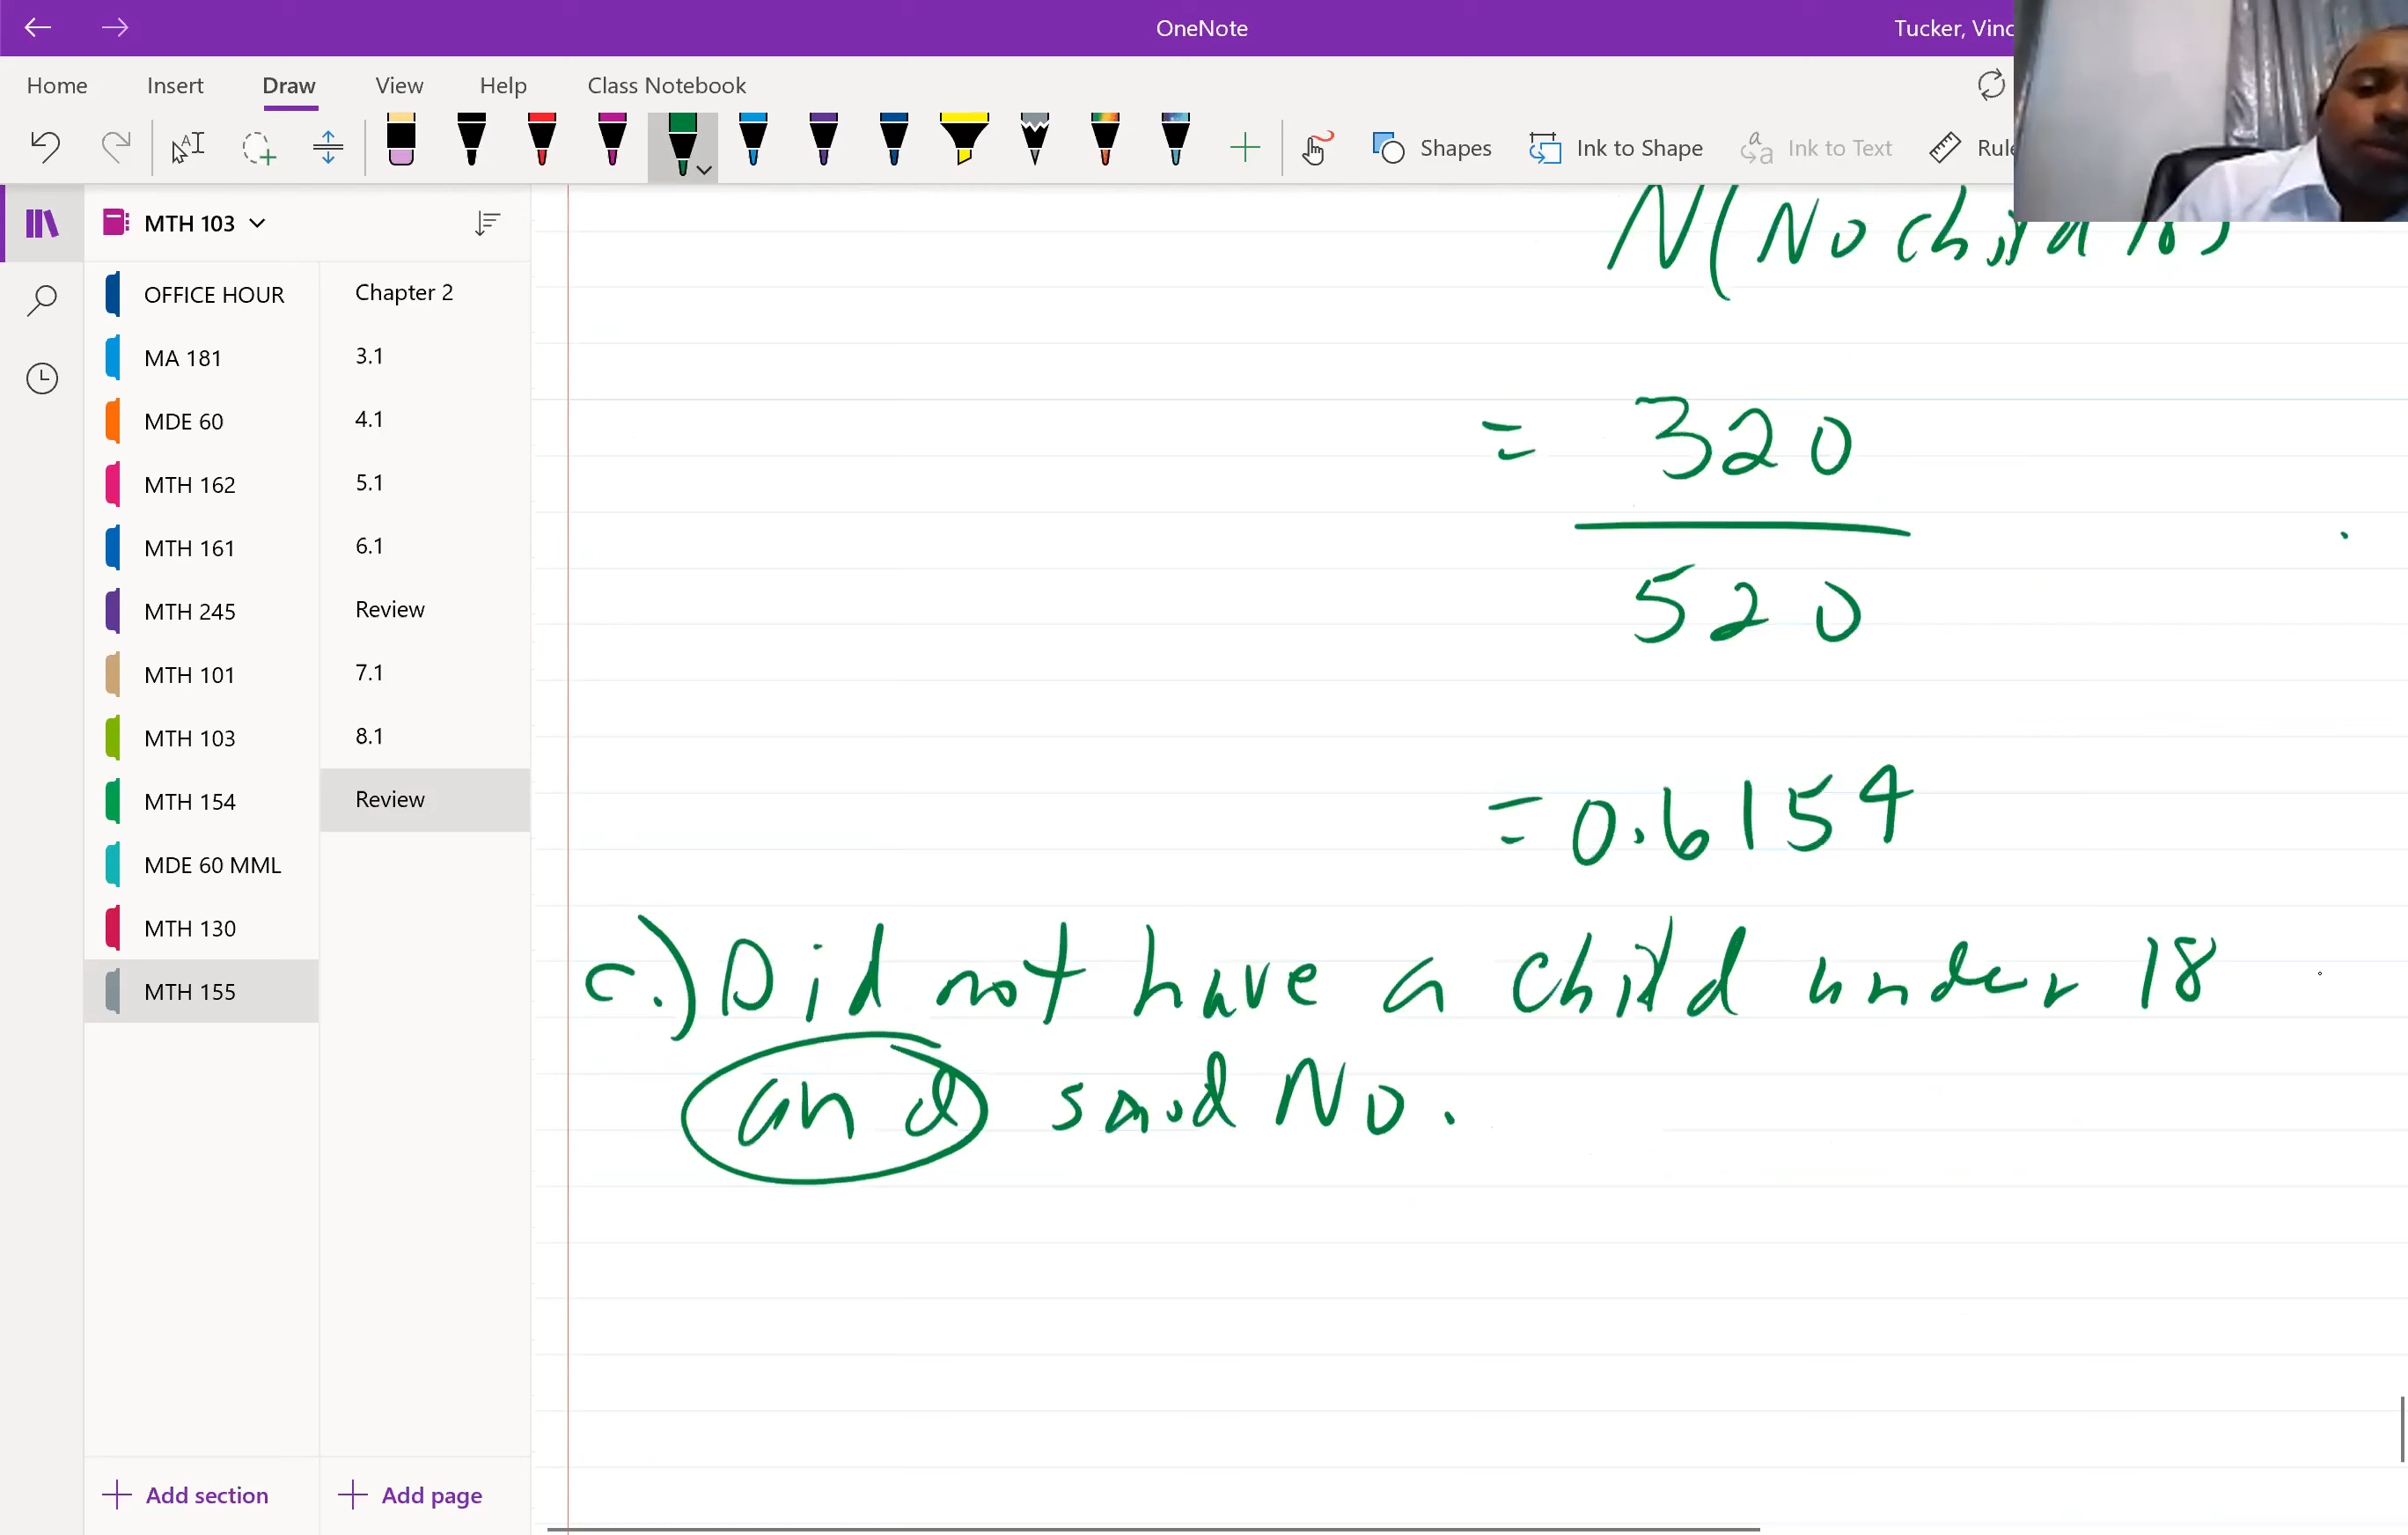 OneNote
Tucker, Vinc
Home Insert Draw View Help Class Notebook
Shapes Ink to Shape Ink to Text Rule
MTH 103
OFFICE HOUR
MA 181
MDE 60
MTH 162
MTH 161
MTH 245
MTH 101
MTH 103
MTH 154
MDE 60 MML
MTH 130
MTH 155
Add section
Chapter 2
3.1
4.1
5.1
6.1
Review
7.1
8.1
Review
Add page
N(No child 18)
= 320
520
= 0.6154
c.) Did not have a child under 18
and said No.